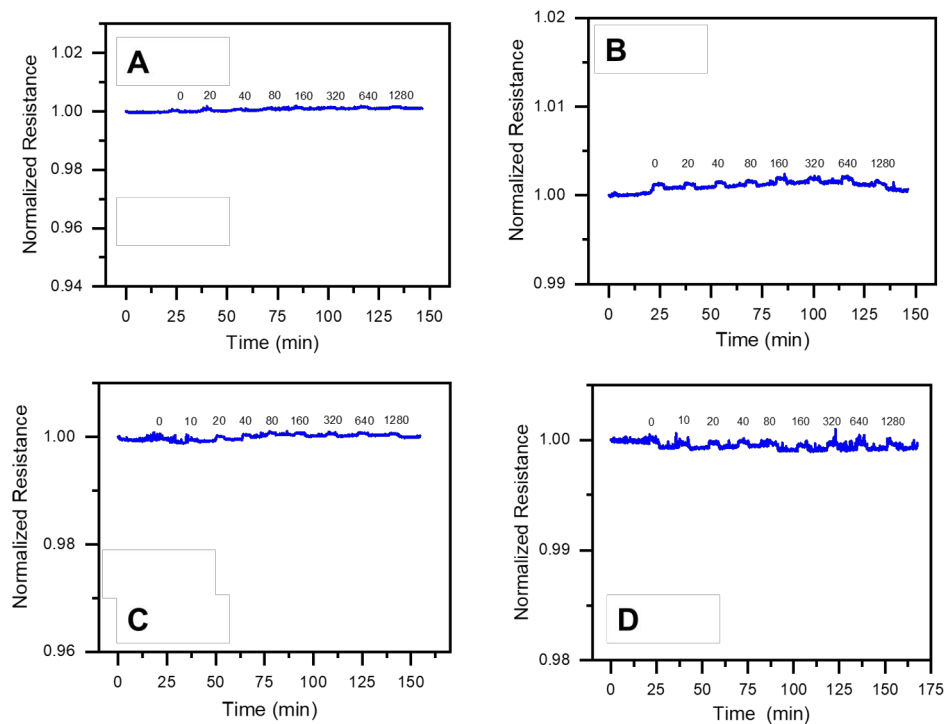 1.02
1.00
0.98
0.96
0.94
Normalized Resistance
A
0 20 40 80 160 320 640 1280
0 25 50 75 100 125 150
Time (min)
1.02
1.01
1.00
0.99
Normalized Resistance
B
0 20 40 80 160 320 640 1280
0 25 50 75 100 125 150
Time (min)
1.00
0.98
0.96
Normalized Resistance
0 10 20 40 80 160 320 640 1280
C
0 25 50 75 100 125 150
Time (min)
1.00
0.99
0.98
Normalized Resistance
0 10 20 40 80 160 320 640 1280
D
0 25 50 75 100 125 150 175
Time (min)